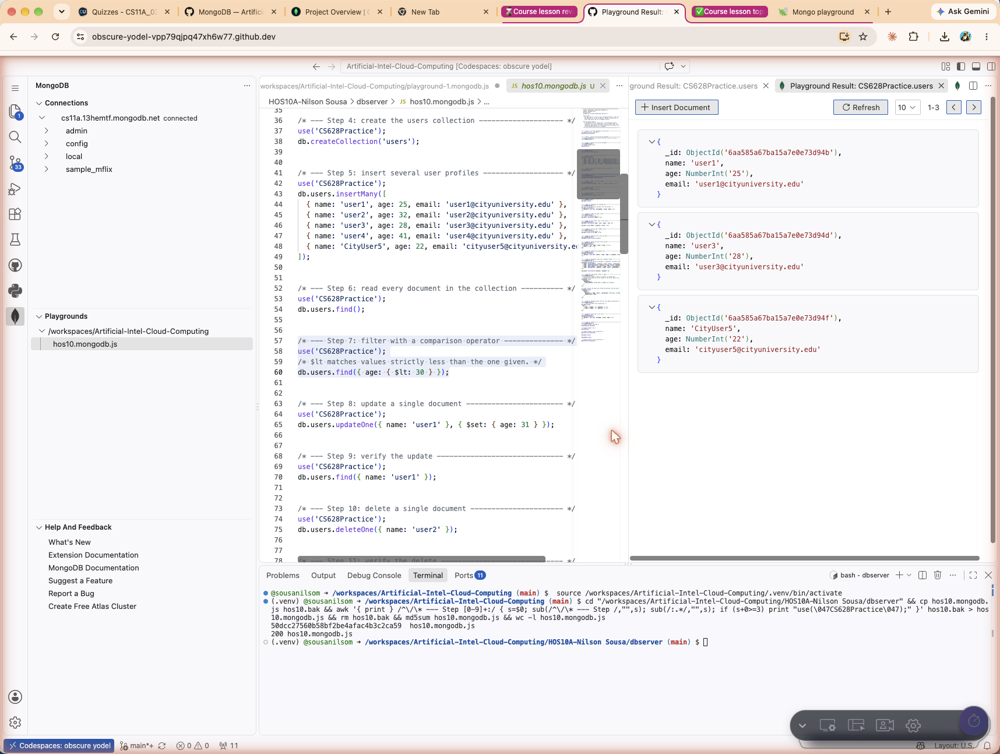 Quizzes - CS11A_02
MongoDB — Artific
Project Overview |
New Tab
⌛Course lesson rev
Playground Result:
✅Course lesson top
Mongo playground
Ask Gemini
obscure-yodel-vpp79qjpq47xh6w77.github.dev
Artificial-Intel-Cloud-Computing [Codespaces: obscure yodel]
MongoDB
Connections
cs11a.13hemtf.mongodb.net connected
admin
config
local
sample_mflix
1
33
Playgrounds
/workspaces/Artificial-Intel-Cloud-Computing
hos10.mongodb.js
Help And Feedback
What's New
Extension Documentation
MongoDB Documentation
Suggest a Feature
Report a Bug
Create Free Atlas Cluster
workspaces/Artificial-Intel-Cloud-Computing/playground-1.mongodb.js
JS hos10.mongodb.js U
HOS10A-Nilson Sousa > dbserver > JS hos10.mongodb.js > ...
35
36 /* --- Step 4: create the users collection -------------------- */
37 use('CS628Practice');
38 db.createCollection('users');
39
40
41 /* --- Step 5: insert several user profiles ------------------- */
42 use('CS628Practice');
43 db.users.insertMany([
44 { name: 'user1', age: 25, email: 'user1@cityuniversity.edu' },
45 { name: 'user2', age: 32, email: 'user2@cityuniversity.edu' },
46 { name: 'user3', age: 28, email: 'user3@cityuniversity.edu' },
47 { name: 'user4', age: 41, email: 'user4@cityuniversity.edu' },
48 { name: 'CityUser5', age: 22, email: 'cityuser5@cityuniversity.e
49 ]);
50
51
52 /* --- Step 6: read every document in the collection ---------- */
53 use('CS628Practice');
54 db.users.find();
55
56
57 /* --- Step 7: filter with a comparison operator -------------- */
58 use('CS628Practice');
59 /* $lt matches values strictly less than the one given. */
60 db.users.find({ age: { $lt: 30 } });
61
62
63 /* --- Step 8: update a single document ----------------------- */
64 use('CS628Practice');
65 db.users.updateOne({ name: 'user1' }, { $set: { age: 31 } });
66
67
68 /* --- Step 9: verify the update ------------------------------ */
69 use('CS628Practice');
70 db.users.find({ name: 'user1' });
71
72
73 /* --- Step 10: delete a single document ---------------------- */
74 use('CS628Practice');
75 db.users.deleteOne({ name: 'user2' });
76
77
78 /* --- Step 11: verify the delete ---------------------------- */
ground Result: CS628Practice.users
Playground Result: CS628Practice.users
Insert Document
Refresh
10
1-3
{
_id: ObjectId('6aa585a67ba15a7e0e73d94b'),
name: 'user1',
age: NumberInt('25'),
email: 'user1@cityuniversity.edu'
}
{
_id: ObjectId('6aa585a67ba15a7e0e73d94d'),
name: 'user3',
age: NumberInt('28'),
email: 'user3@cityuniversity.edu'
}
{
_id: ObjectId('6aa585a67ba15a7e0e73d94f'),
name: 'CityUser5',
age: NumberInt('22'),
email: 'cityuser5@cityuniversity.edu'
}
Problems Output Debug Console Terminal Ports 11
bash - dbserver
@sousanilsom → /workspaces/Artificial-Intel-Cloud-Computing (main) $ source /workspaces/Artificial-Intel-Cloud-Computing/.venv/bin/activate
(.venv) @sousanilsom → /workspaces/Artificial-Intel-Cloud-Computing (main) $ cd "/workspaces/Artificial-Intel-Cloud-Computing/HOS10A-Nilson Sousa/dbserver" && cp hos10.mongodb.
js hos10.bak && awk '{ print } /^\/\* --- Step [0-9]+:/ { s=$0; sub(/^\/\* --- Step /,"",s); sub(/:.*/,"",s); if (s+0>=3) print "use(\047CS628Practice\047);" }' hos10.bak > hos
10.mongodb.js && rm hos10.bak && md5sum hos10.mongodb.js && wc -l hos10.mongodb.js
50dcc27560b58bf2be4afac4b3c2ca59 hos10.mongodb.js
200 hos10.mongodb.js
(.venv) @sousanilsom → /workspaces/Artificial-Intel-Cloud-Computing/HOS10A-Nilson Sousa/dbserver (main) $
Codespaces: obscure yodel
main*+
0
0
11
Layout: U.S.